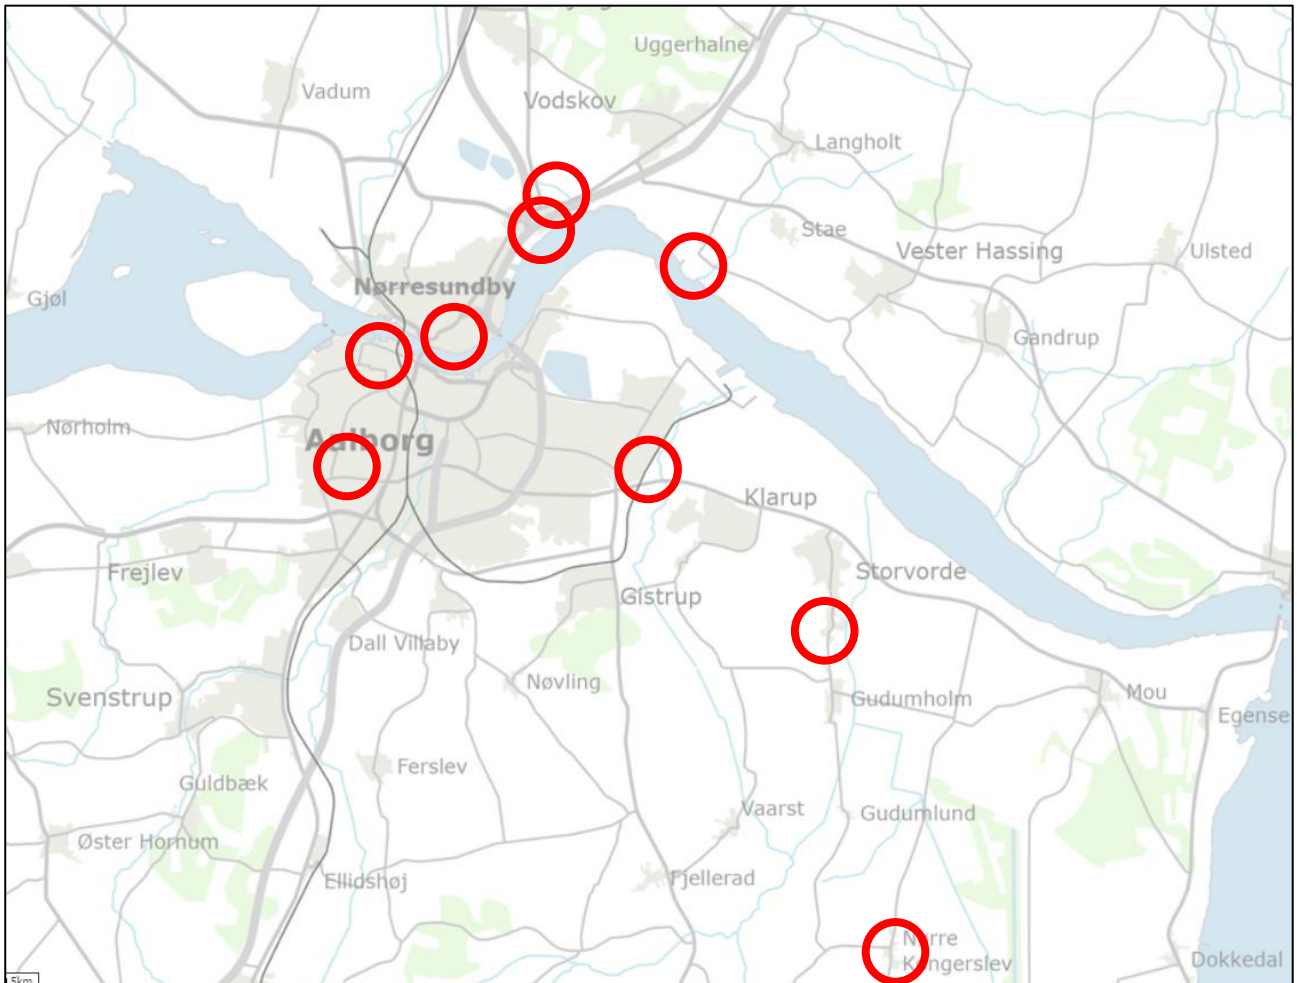 Uggerhalne
Vadum
Vodskov
Langholt
Stae
Vester Hassing
Ulsted
Nørresundby
Gjøl
Gandrup
Nørholm
Aalborg
Klarup
Frejlev
Storvorde
Gistrup
Dall Villaby
Nøvling
Svenstrup
Gudumholm
Mou
Egense
Ferslev
Guldbæk
Vaarst
Gudumlund
Øster Hornum
Ellidshøj
Fjellerad
Nørre
Kongerslev
Dokkedal
5km